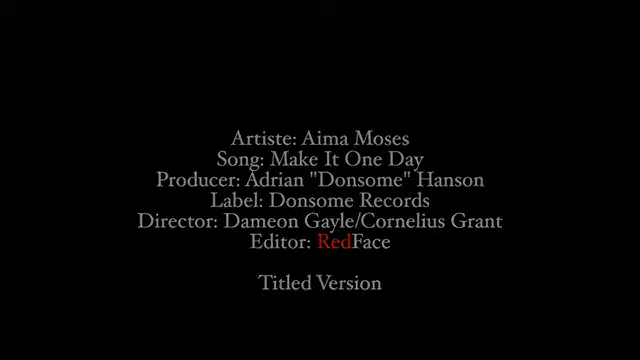 Artiste: Aima Moses
Song: Make It One Day
Producer: Adrian "Donsome" Hanson
Label: Donsome Records
Director: Dameon Gayle/Cornelius Grant
Editor: RedFace
Titled Version